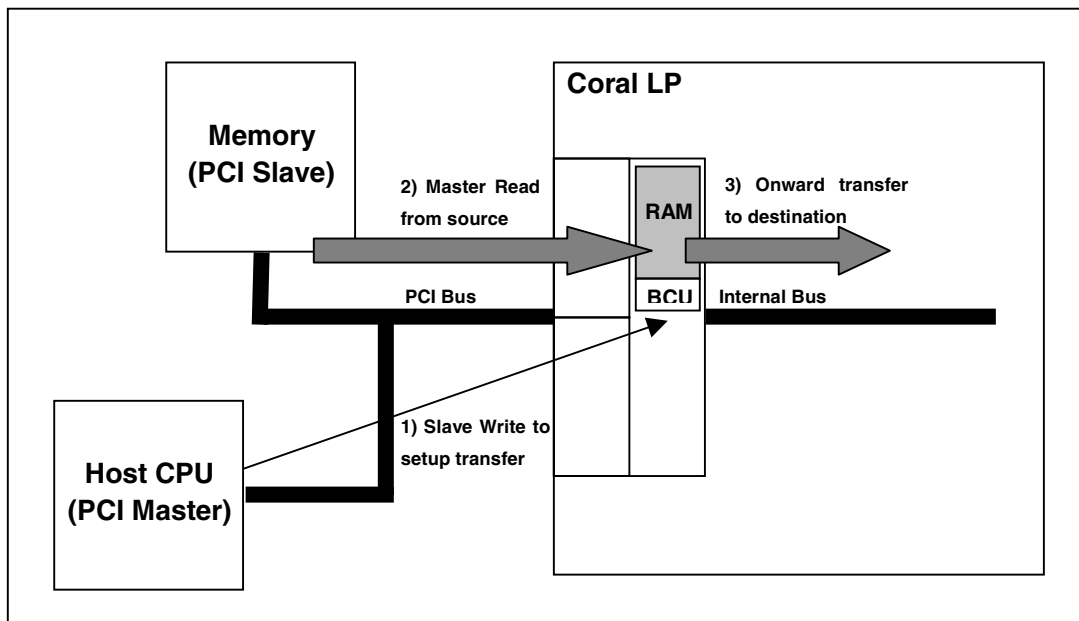 Coral LP
Memory
(PCI Slave)
2) Master Read
from source
RAM
3) Onward transfer
to destination
PCI Bus
BCU
Internal Bus
1) Slave Write to
setup transfer
Host CPU
(PCI Master)